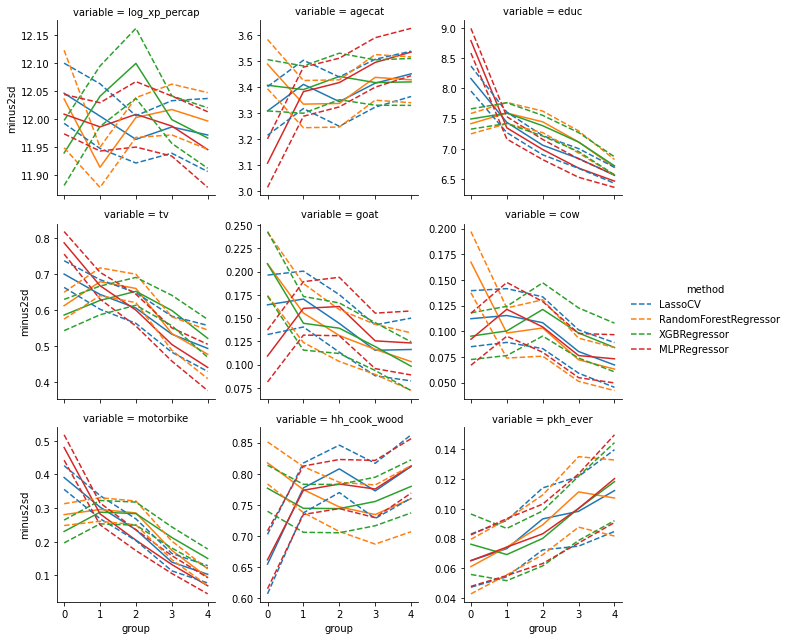 variable = log_xp_percap
variable = agecat
variable = educ
minus2sd
12.15
12.10
12.05
12.00
11.95
11.90
3.6
3.5
3.4
3.3
3.2
3.1
3.0
9.0
8.5
8.0
7.5
7.0
6.5
variable = tv
variable = goat
variable = cow
minus2sd
0.8
0.7
0.6
0.5
0.4
0.250
0.225
0.200
0.175
0.150
0.125
0.100
0.075
0.200
0.175
0.150
0.125
0.100
0.075
0.050
method
LassoCV
RandomForestRegressor
XGBRegressor
MLPRegressor
variable = motorbike
variable = hh_cook_wood
variable = pkh_ever
minus2sd
0.5
0.4
0.3
0.2
0.1
0.85
0.80
0.75
0.70
0.65
0.60
0.14
0.12
0.10
0.08
0.06
0.04
0 1 2 3 4
0 1 2 3 4
0 1 2 3 4
group
group
group